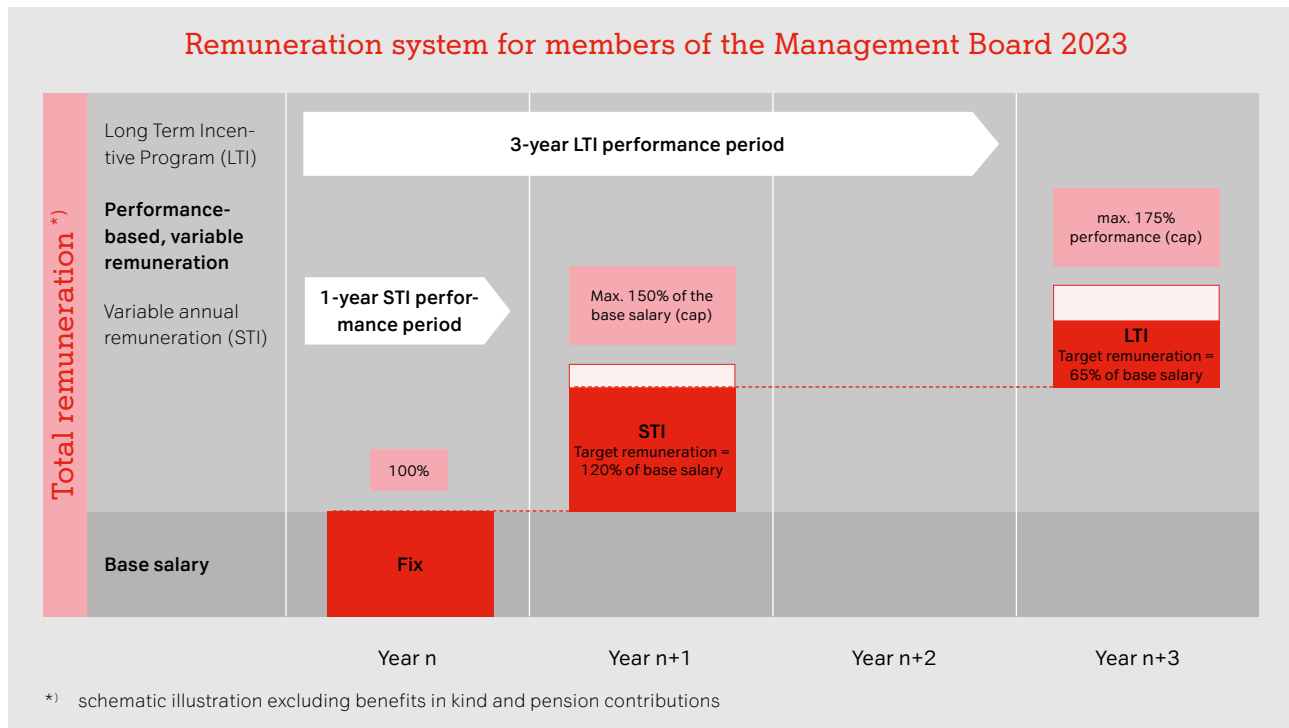 Remuneration system for members of the Management Board 2023
Total remuneration *)
Long Term Incen-
tive Program (LTI)
3-year LTI performance period
Performance-
based, variable
remuneration
max. 175%
performance (cap)
Variable annual
remuneration (STI)
1-year STI perfor-
mance period
Max. 150% of the
base salary (cap)
LTI
Target remuneration =
65% of base salary
STI
Target remuneration =
120% of base salary
100%
Base salary
Fix
Year n
Year n+1
Year n+2
Year n+3
*) schematic illustration excluding benefits in kind and pension contributions